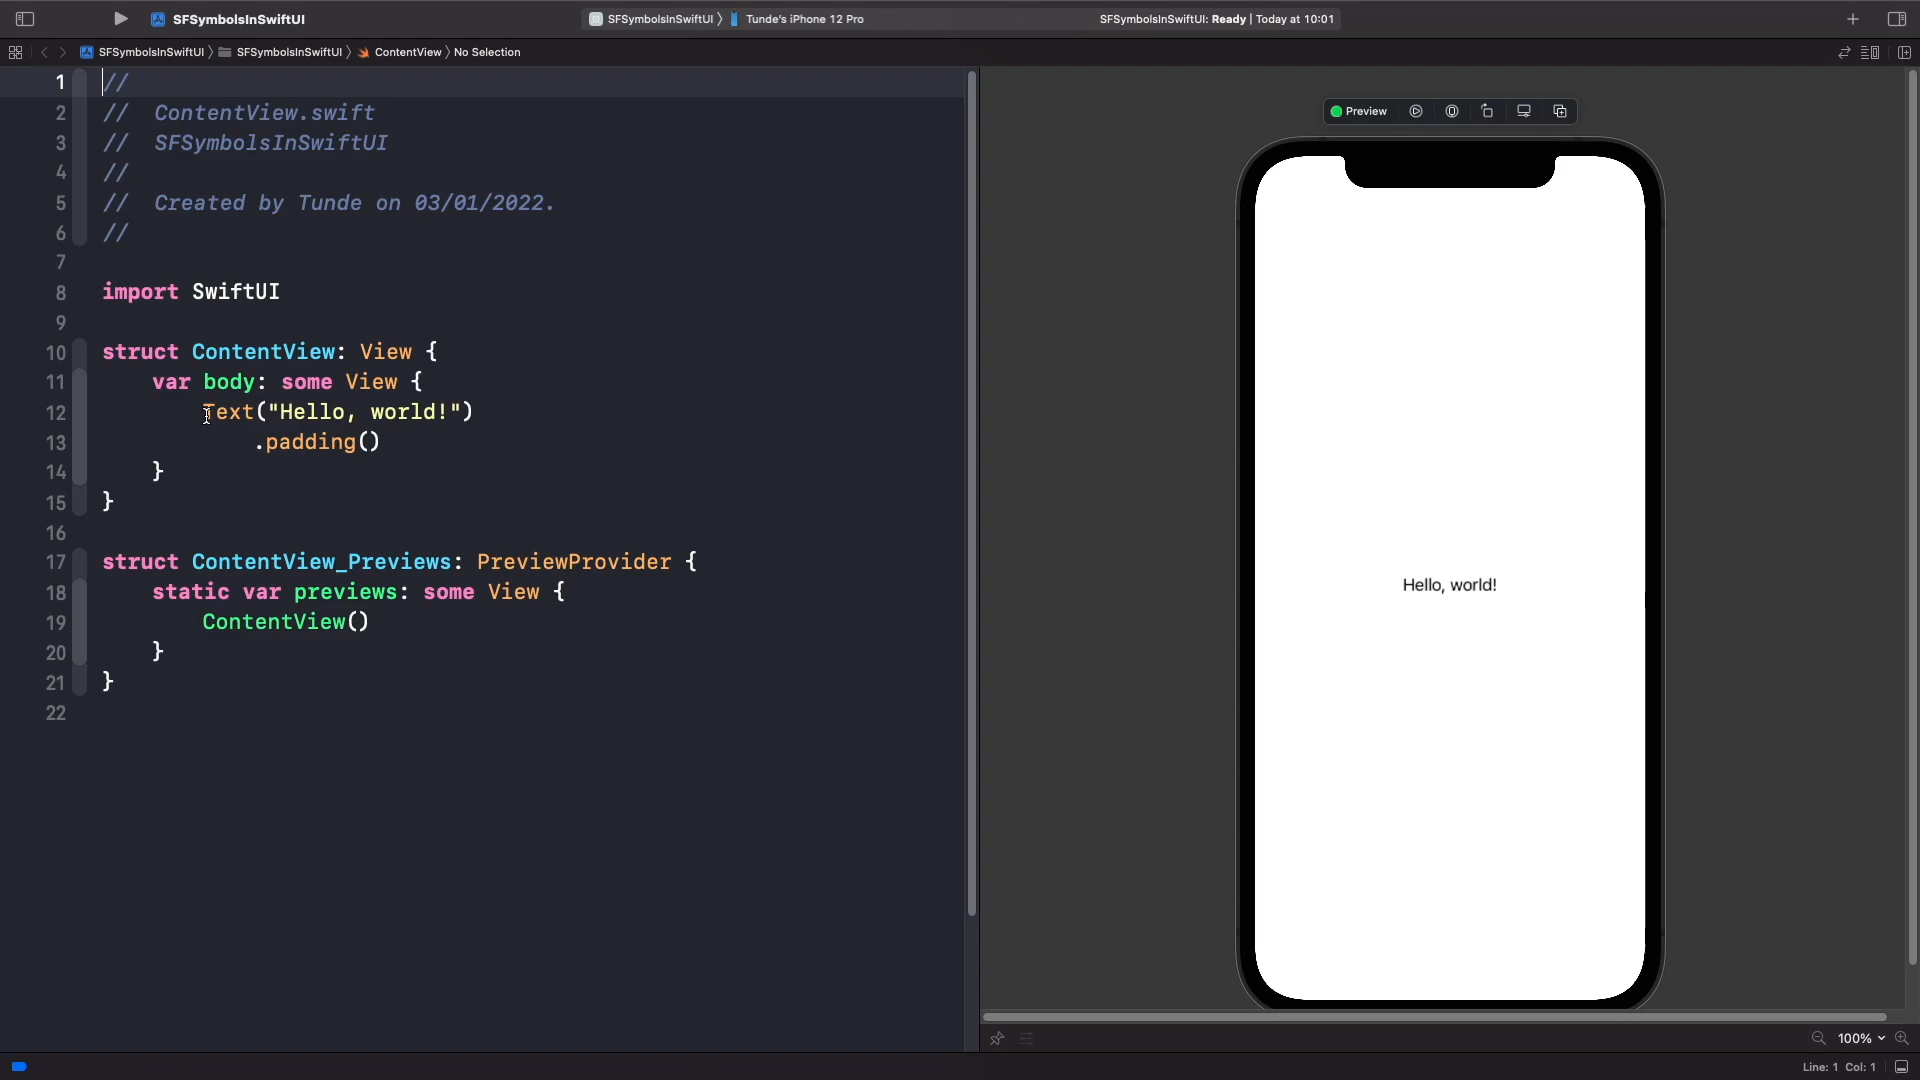 SFSymbolsInSwiftUI
SFSymbolsInSwiftUI 〉 Tunde's iPhone 12 Pro
SFSymbolsInSwiftUI: Ready | Today at 10:01
SFSymbolsInSwiftUI 〉 SFSymbolsInSwiftUI 〉 ContentView 〉 No Selection
1 //
2 //  ContentView.swift
3 //  SFSymbolsInSwiftUI
4 //
5 //  Created by Tunde on 03/01/2022.
6 //
7
8 import SwiftUI
9
10 struct ContentView: View {
11     var body: some View {
12         Text("Hello, world!")
13             .padding()
14     }
15 }
16
17 struct ContentView_Previews: PreviewProvider {
18     static var previews: some View {
19         ContentView()
20     }
21 }
22
Preview
Hello, world!
100%
Line: 1 Col: 1